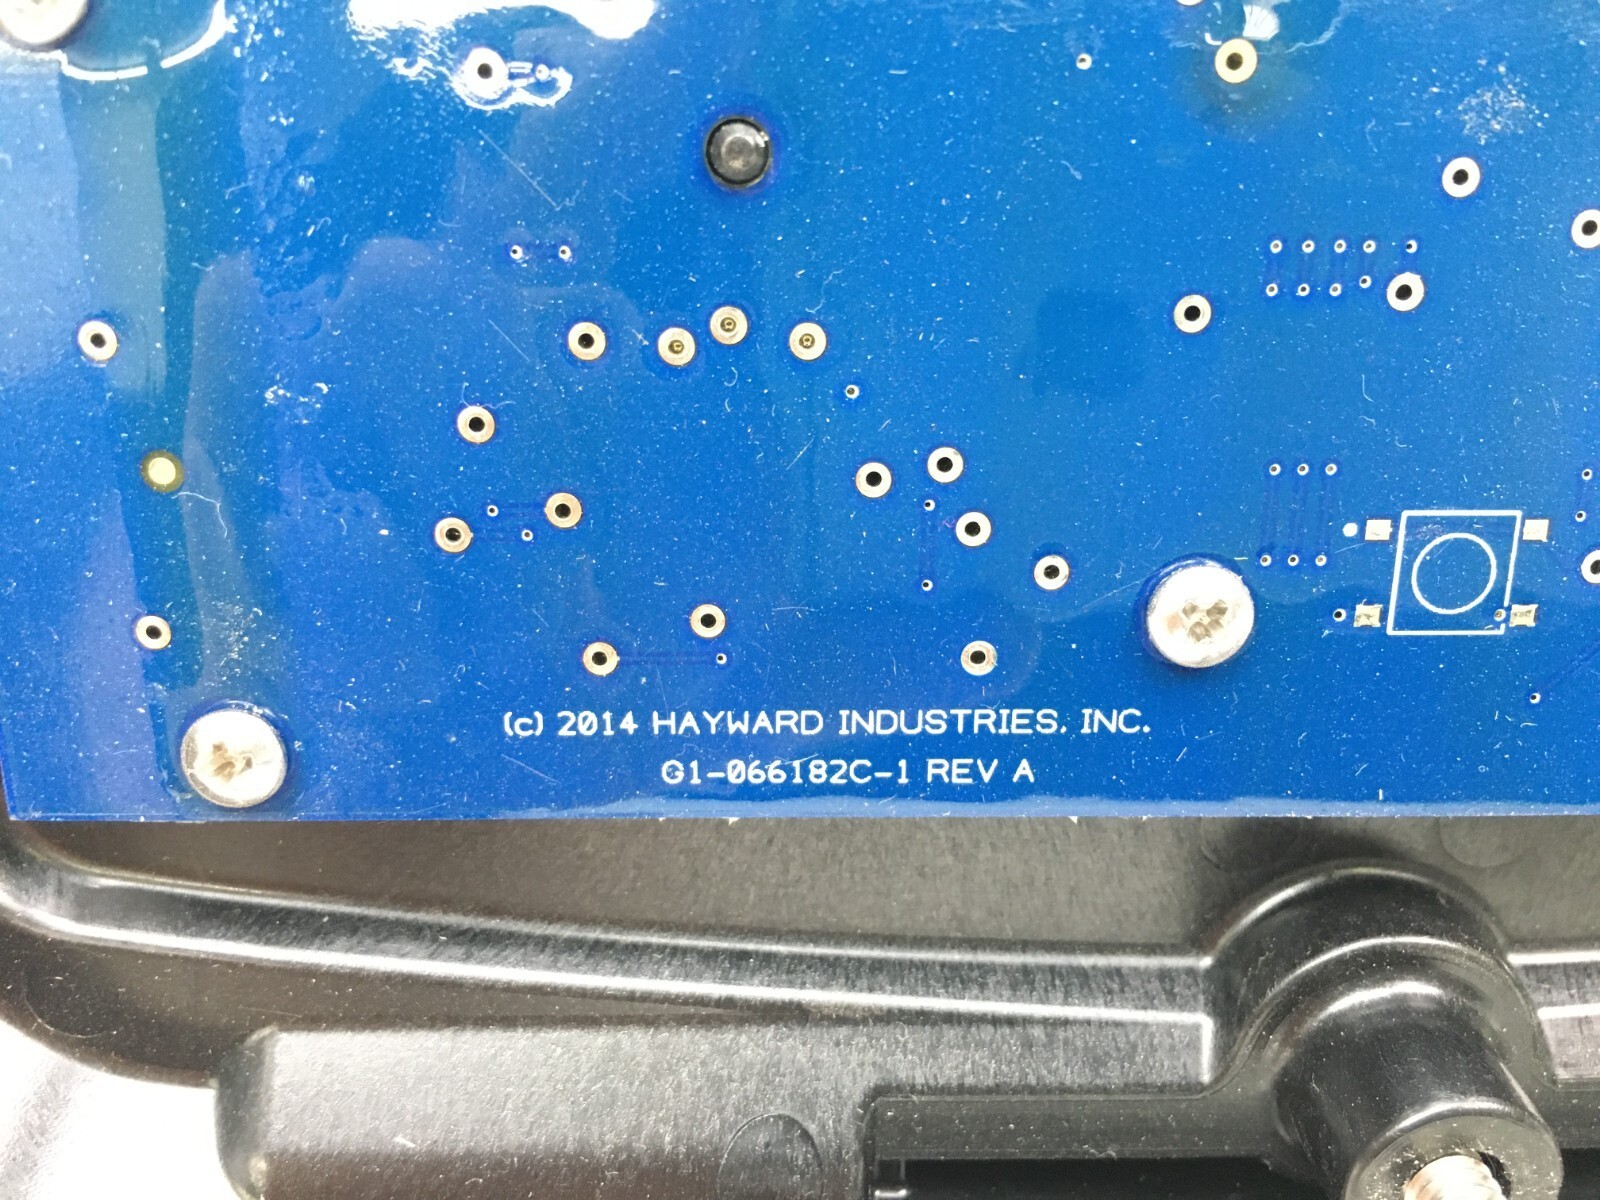 (c) 2014 HAYWARD INDUSTRIES, INC.
G1-066182C-1 REV A